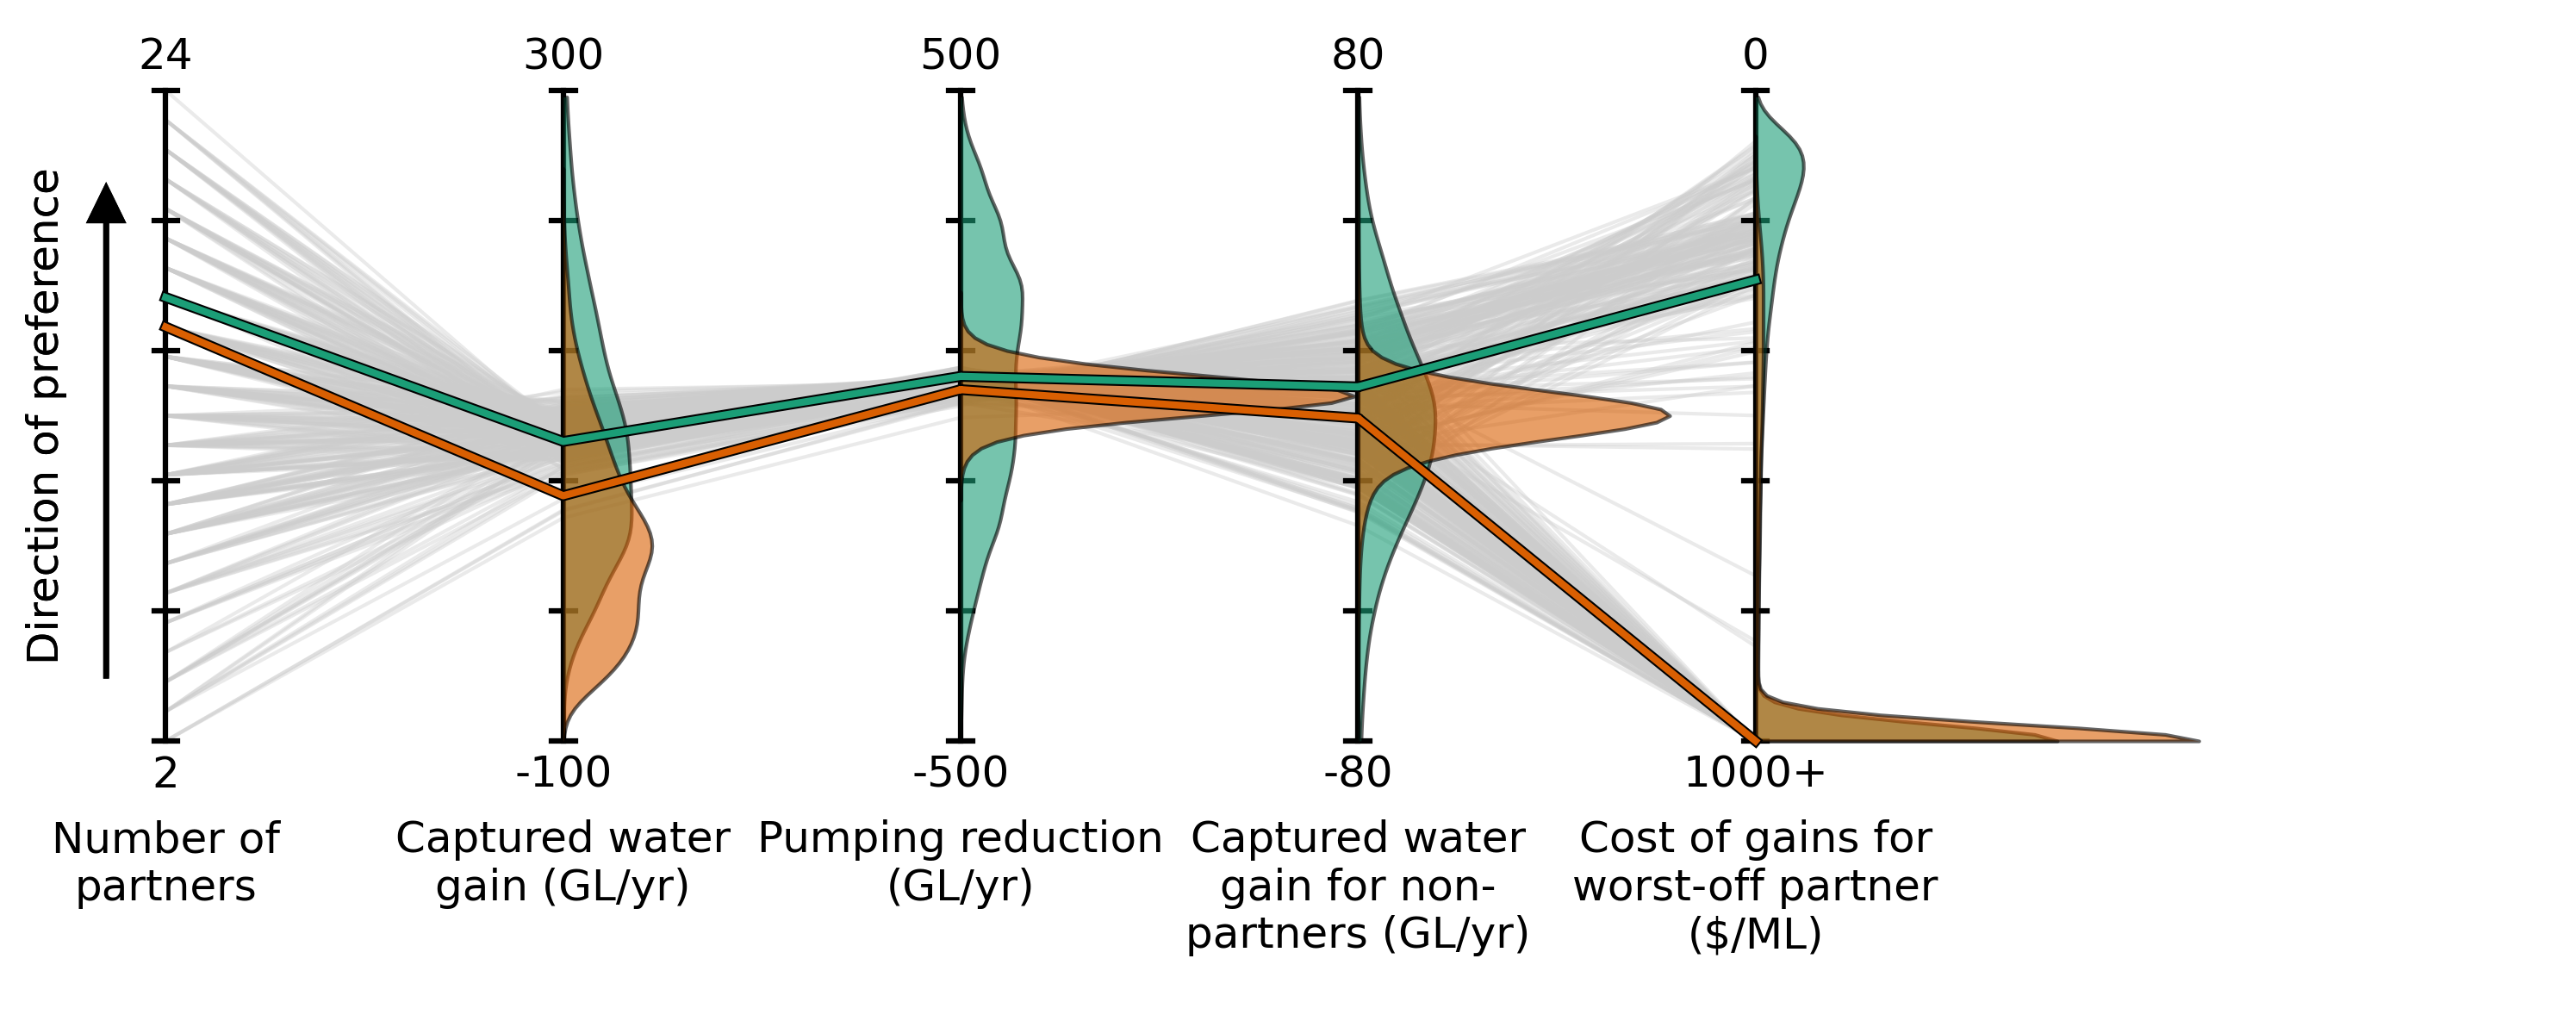 24
300
500
80
0
Direction of preference
2
-100
-500
-80
1000+
Number of
partners
Captured water
gain (GL/yr)
Pumping reduction
(GL/yr)
Captured water
gain for non-
partners (GL/yr)
Cost of gains for
worst-off partner
($/ML)